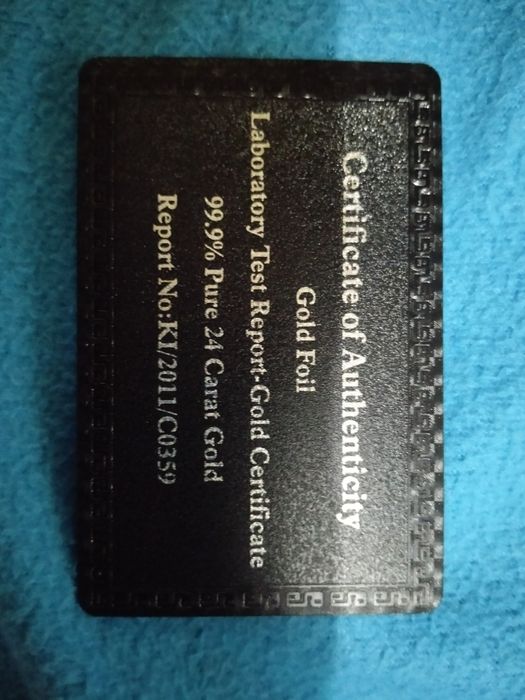 Certificate of Authenticity
Gold Foil
Laboratory Test Report-Gold Certificate
99.9% Pure 24 Carat Gold
Report No:KI/2011/C0359